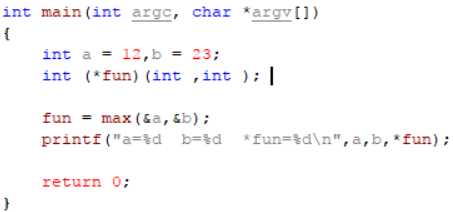 int main(int argc, char *argv[])
{
int a = 12,b = 23;
int (*fun)(int ,int );
fun = max(&a,&b);
printf("a=%d  b=%d  *fun=%d\n",a,b,*fun);
return 0;
}